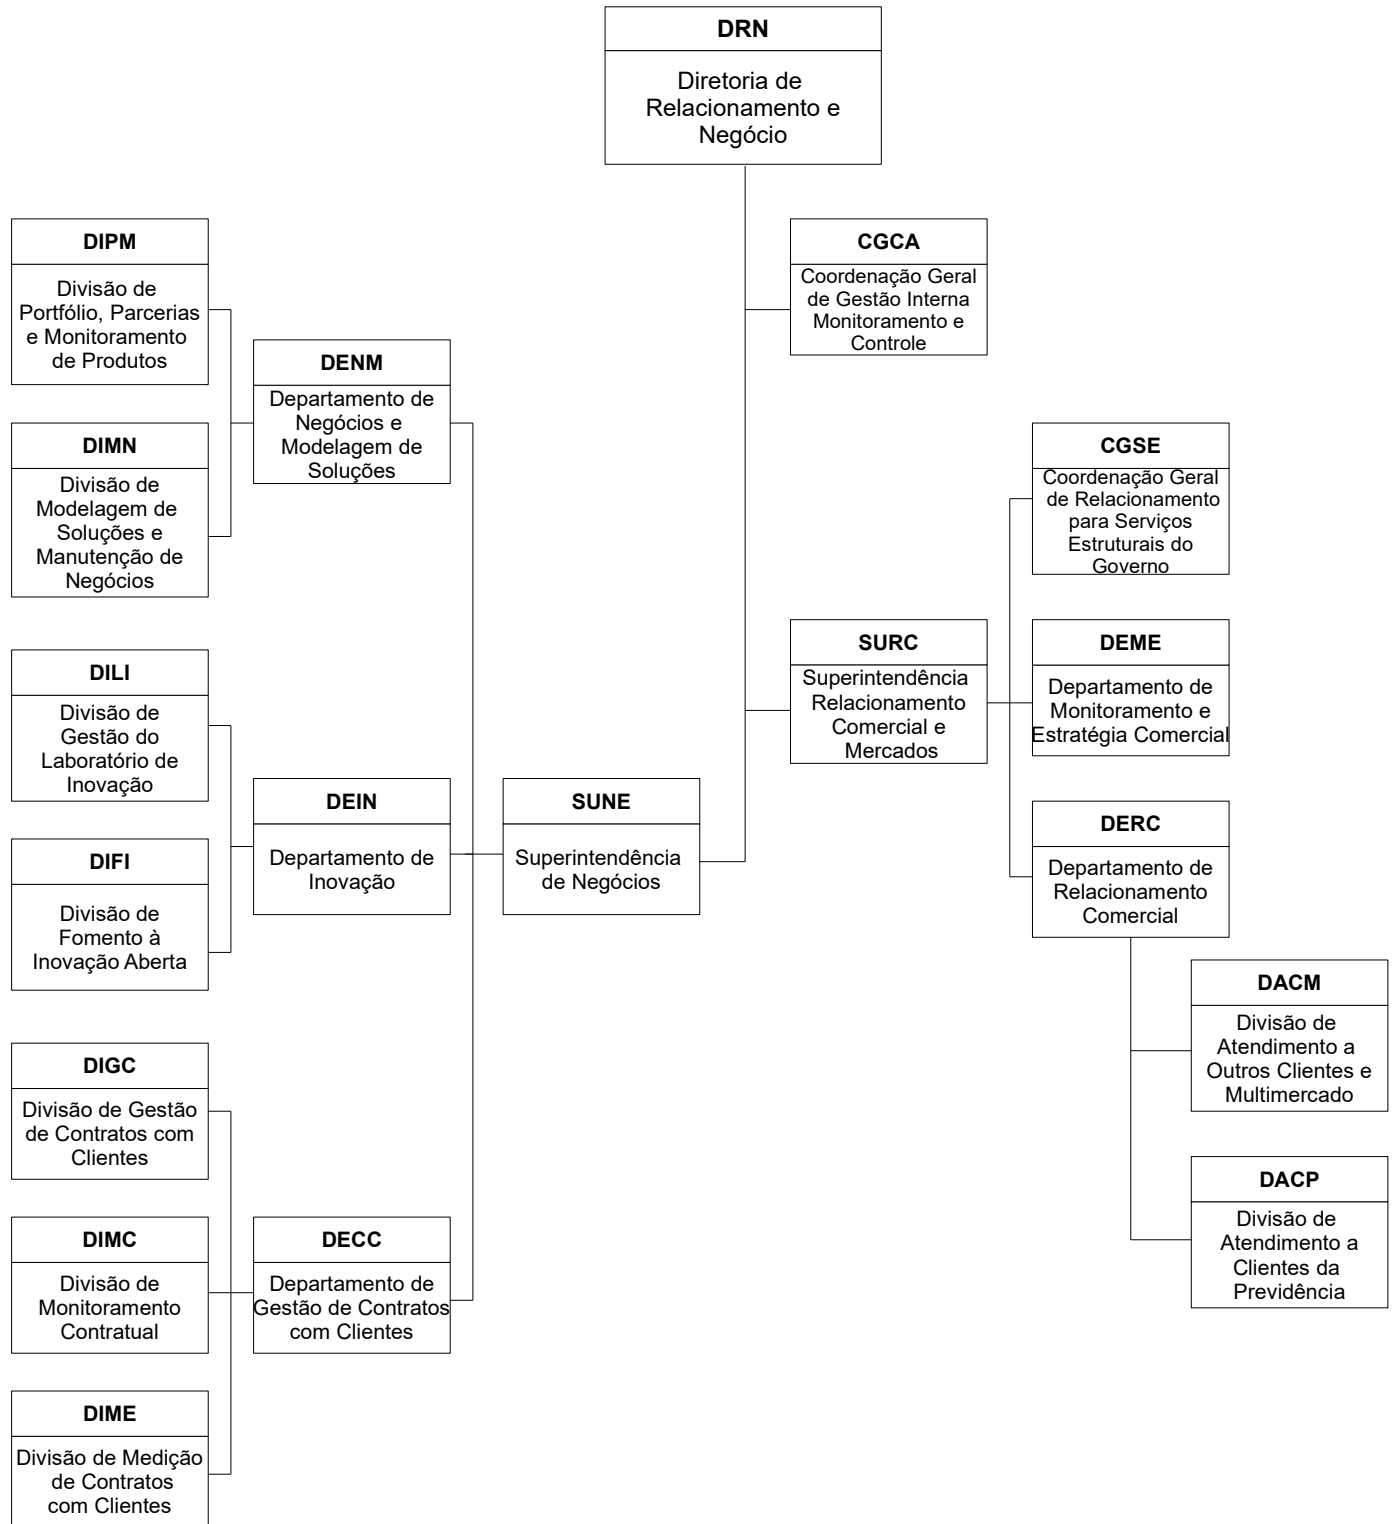 DRN
Diretoria de
Relacionamento e
Negócio
DIPM
Divisão de
Portfólio, Parcerias
e Monitoramento
de Produtos
CGCA
Coordenação Geral
de Gestão Interna
Monitoramento e
Controle
DENM
Departamento de
Negócios e
Modelagem de
Soluções
DIMN
Divisão de
Modelagem de
Soluções e
Manutenção de
Negócios
CGSE
Coordenação Geral
de Relacionamento
para Serviços
Estruturais do
Governo
DILI
Divisão de
Gestão do
Laboratório de
Inovação
SURC
Superintendência
Relacionamento
Comercial e
Mercados
DEME
Departamento de
Monitoramento e
Estratégia Comercial
DEIN
Departamento de
Inovação
SUNE
Superintendência
de Negócios
DERC
Departamento de
Relacionamento
Comercial
DIFI
Divisão de
Fomento à
Inovação Aberta
DACM
Divisão de
Atendimento a
Outros Clientes e
Multimercado
DIGC
Divisão de Gestão
de Contratos com
Clientes
DACP
Divisão de
Atendimento a
Clientes da
Previdência
DIMC
Divisão de
Monitoramento
Contratual
DECC
Departamento de
Gestão de Contratos
com Clientes
DIME
Divisão de Medição
de Contratos
com Clientes